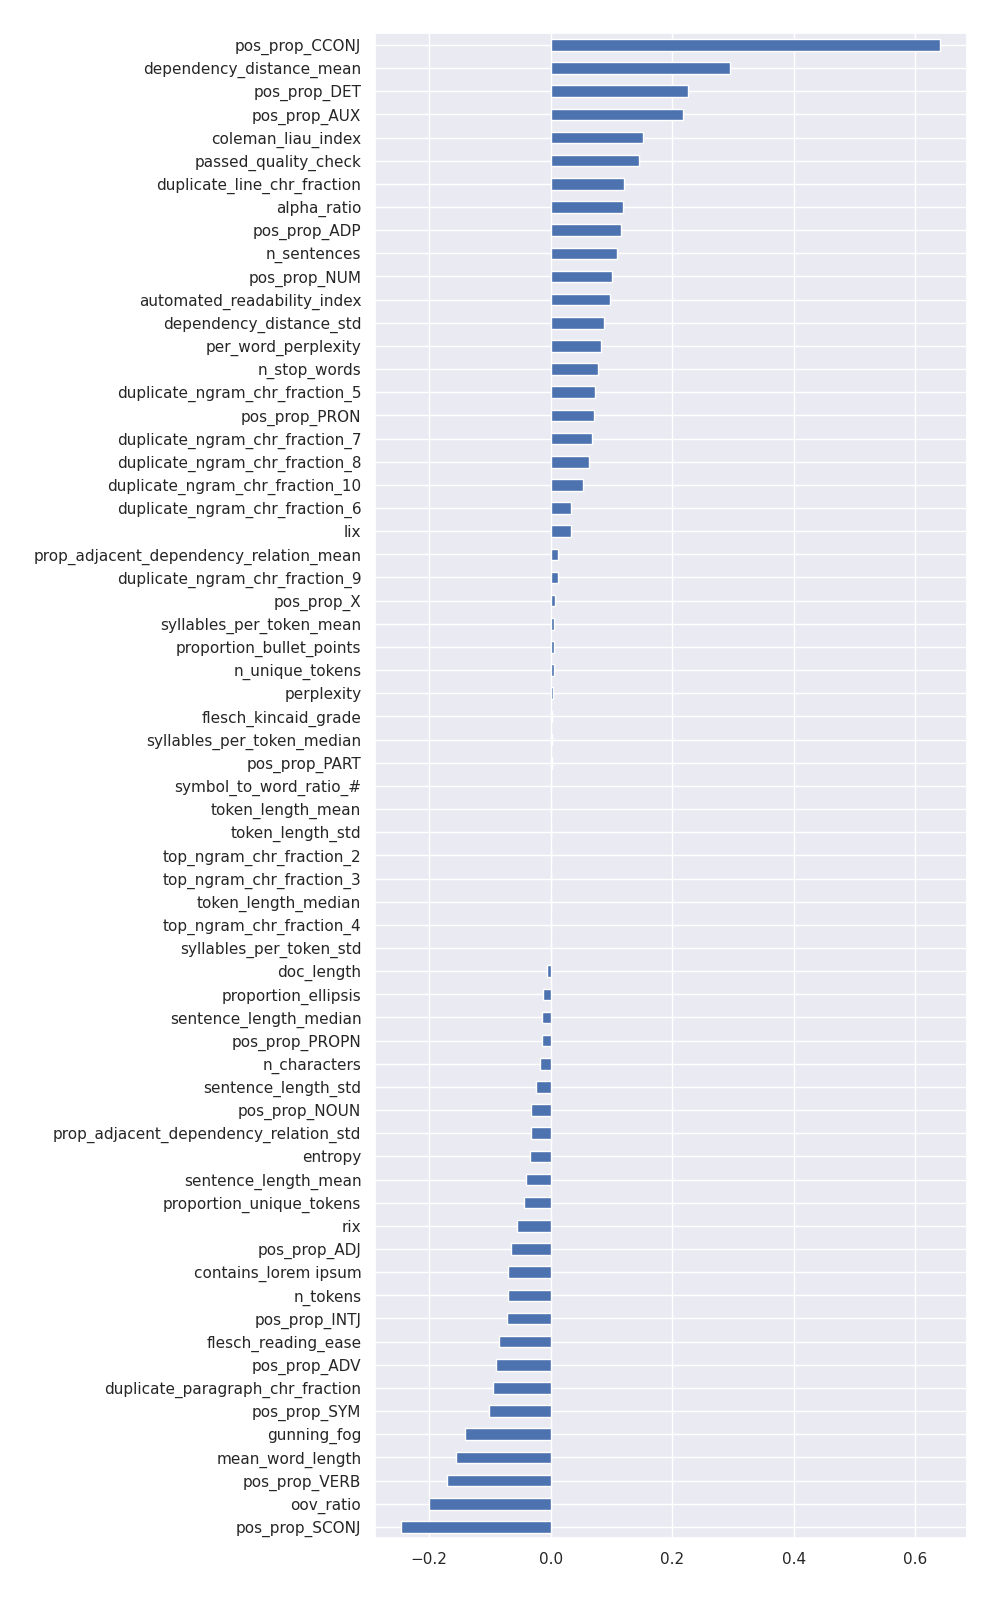 pos_prop_CCONJ
dependency_distance_mean
pos_prop_DET
pos_prop_AUX
coleman_liau_index
passed_quality_check
duplicate_line_chr_fraction
alpha_ratio
pos_prop_ADP
n_sentences
pos_prop_NUM
automated_readability_index
dependency_distance_std
per_word_perplexity
n_stop_words
duplicate_ngram_chr_fraction_5
pos_prop_PRON
duplicate_ngram_chr_fraction_7
duplicate_ngram_chr_fraction_8
duplicate_ngram_chr_fraction_10
duplicate_ngram_chr_fraction_6
lix
prop_adjacent_dependency_relation_mean
duplicate_ngram_chr_fraction_9
pos_prop_X
syllables_per_token_mean
proportion_bullet_points
n_unique_tokens
perplexity
flesch_kincaid_grade
syllables_per_token_median
pos_prop_PART
symbol_to_word_ratio_#
token_length_mean
token_length_std
top_ngram_chr_fraction_2
top_ngram_chr_fraction_3
token_length_median
top_ngram_chr_fraction_4
syllables_per_token_std
doc_length
proportion_ellipsis
sentence_length_median
pos_prop_PROPN
n_characters
sentence_length_std
pos_prop_NOUN
prop_adjacent_dependency_relation_std
entropy
sentence_length_mean
proportion_unique_tokens
rix
pos_prop_ADJ
contains_lorem ipsum
n_tokens
pos_prop_INTJ
flesch_reading_ease
pos_prop_ADV
duplicate_paragraph_chr_fraction
pos_prop_SYM
gunning_fog
mean_word_length
pos_prop_VERB
oov_ratio
pos_prop_SCONJ
−0.2 0.0 0.2 0.4 0.6